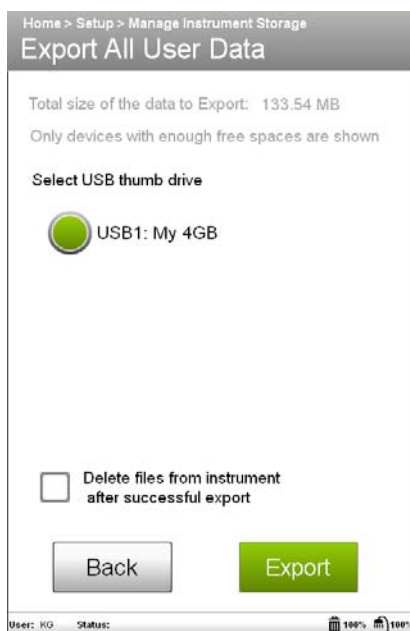 Home > Setup > Manage Instrument Storage
Export All User Data
Total size of the data to Export: 133.54 MB
Only devices with enough free spaces are shown
Select USB thumb drive
USB1: My 4GB
Delete files from instrument
after successful export
Back Export
User: KG Status: 100% 100%